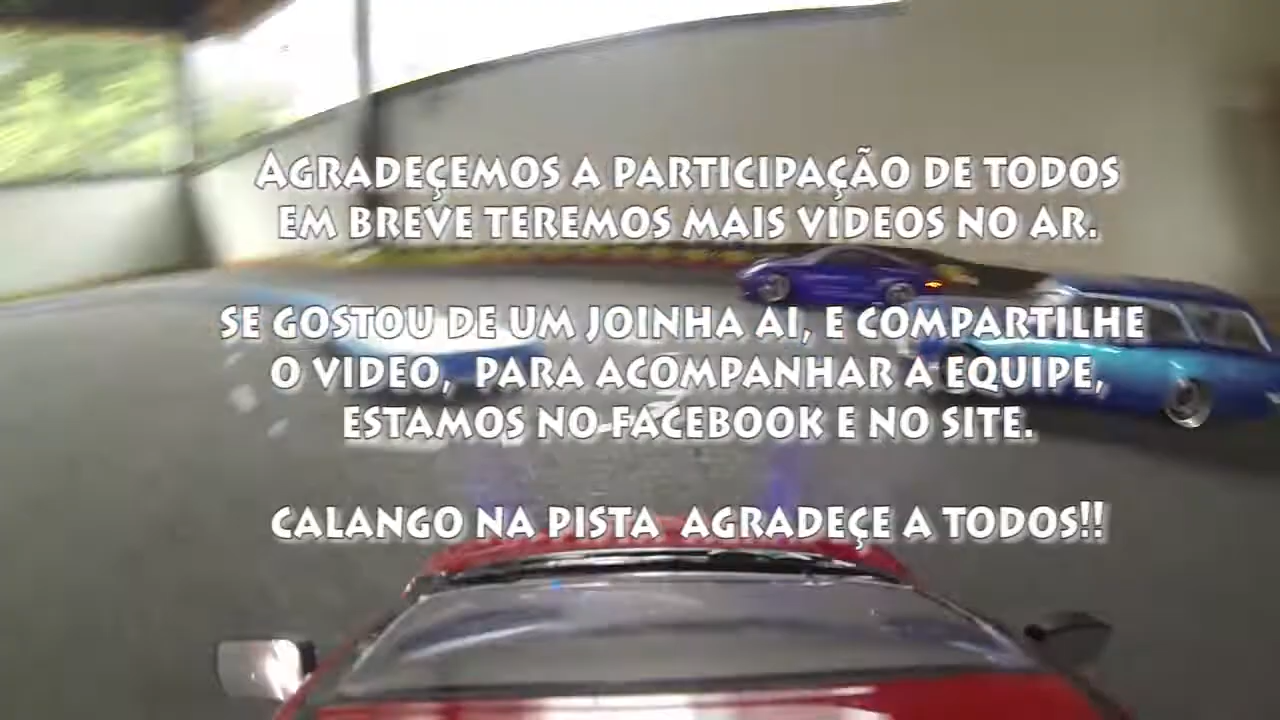 AGRADEÇEMOS A PARTICIPAÇÃO DE TODOS
EM BREVE TEREMOS MAIS VIDEOS NO AR.
SE GOSTOU DE UM JOINHA AI, E COMPARTILHE
O VIDEO, PARA ACOMPANHAR A EQUIPE,
ESTAMOS NO FACEBOOK E NO SITE.
CALANGO NA PISTA AGRADEÇE A TODOS!!